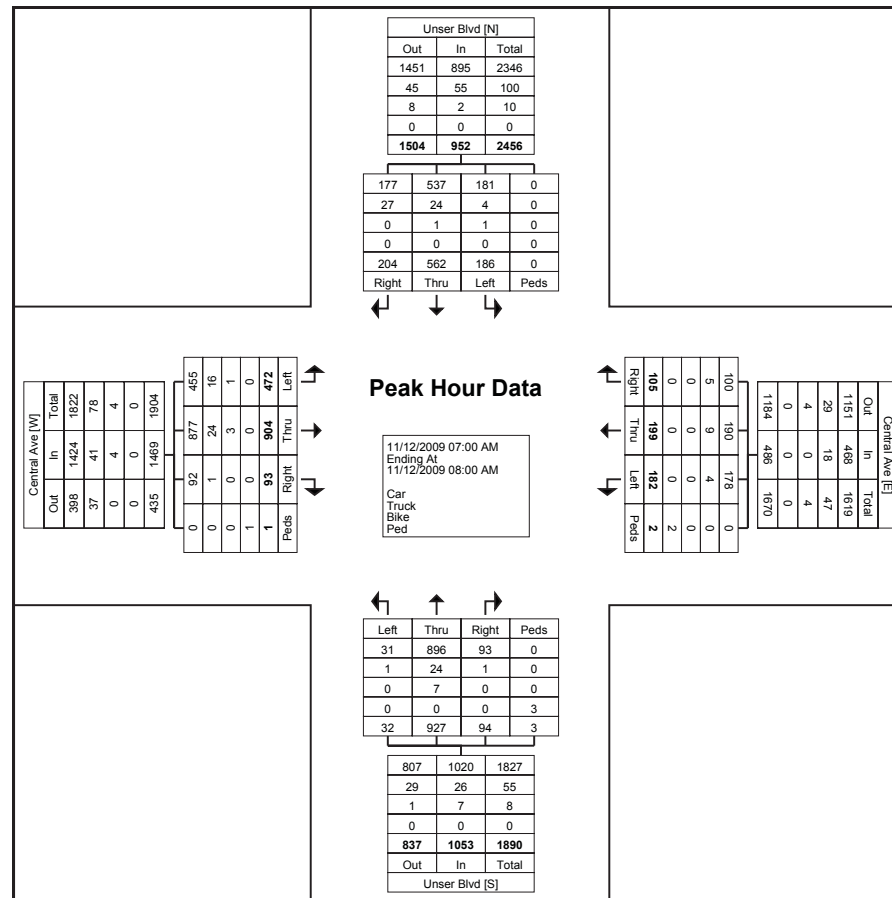 Unser Blvd [N]
Out In Total
1451 895 2346
45 55 100
8 2 10
0 0 0
1504 952 2456
177 537 181 0
27 24 4 0
0 1 1 0
0 0 0 0
204 562 186 0
Right Thru Left Peds
Central Ave [W]
Total In Out
1822 1424 398
78 41 37
4 4 0
0 0 0
1904 1469 435
455 16 1 0 472 Left
877 24 3 0 904 Thru
92 1 0 0 93 Right
0 0 0 1 1 Peds
Peak Hour Data
11/12/2009 07:00 AM
Ending At
11/12/2009 08:00 AM
Car
Truck
Bike
Ped
Right 105 0 0 5 100
Thru 199 0 0 9 190
Left 182 0 0 4 178
Peds 2 2 0 0 0
Central Ave [E]
Out In Total
1151 468 1619
29 18 47
4 0 4
0 0 0
1184 486 1670
Left Thru Right Peds
31 896 93 0
1 24 1 0
0 7 0 0
0 0 0 3
32 927 94 3
807 1020 1827
29 26 55
1 7 8
0 0 0
837 1053 1890
Out In Total
Unser Blvd [S]